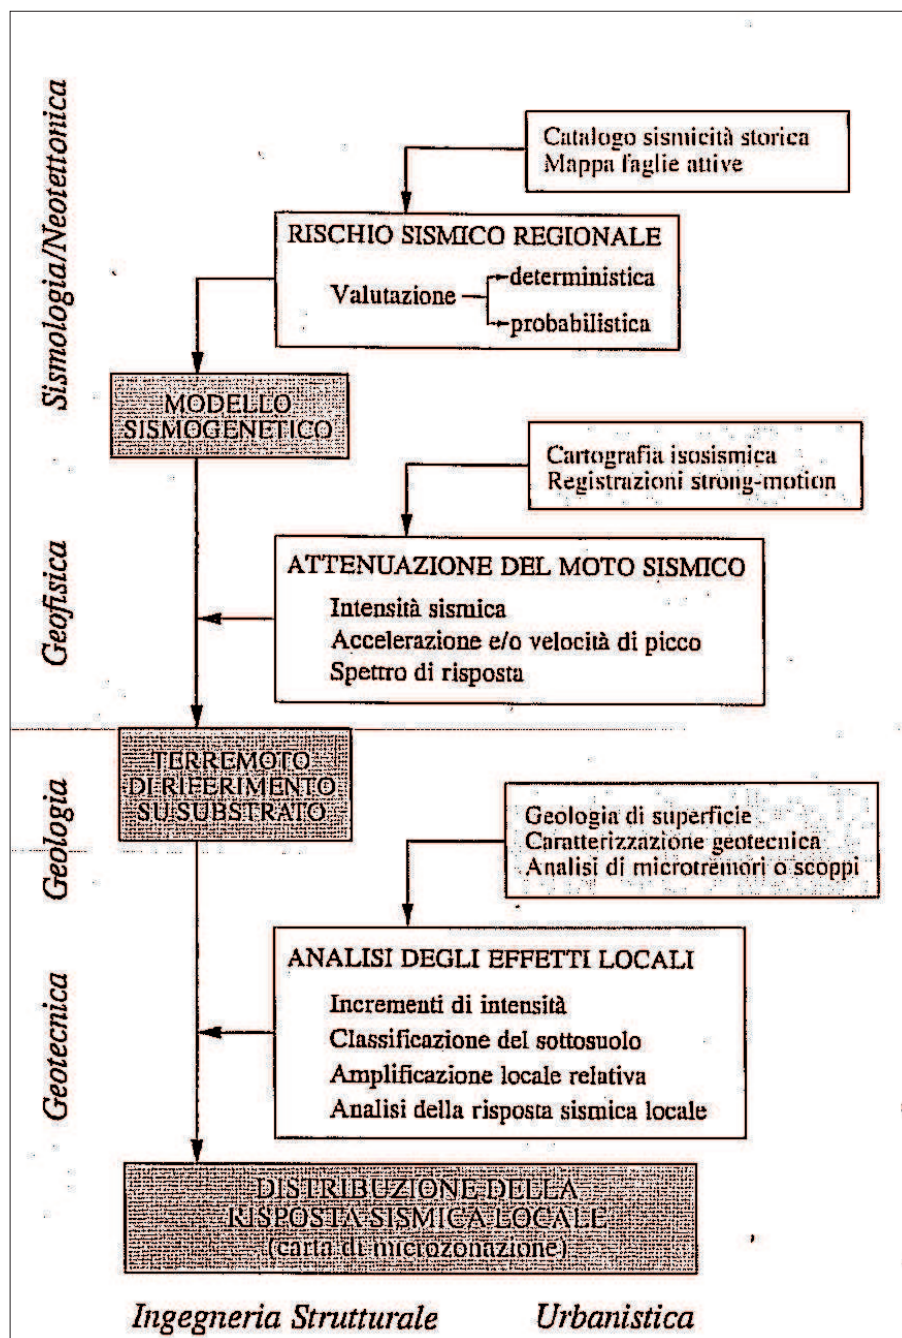 Sismologia/Neotettonica
Catalogo sismicità storica
Mappa faglie attive
RISCHIO SISMICO REGIONALE
Valutazione
deterministica
probabilistica
MODELLO
SISMOGENETICO
Geofisica
Cartografia isosismica
Registrazioni strong-motion
ATTENUAZIONE DEL MOTO SISMICO
Intensità sismica
Accelerazione e/o velocità di picco
Spettro di risposta
TERREMOTO
DI RIFERIMENTO
SU SUBSTRATO
Geologia
Geologia di superficie
Caratterizzazione geotecnica
Analisi di microtremori o scoppi
Geotecnica
ANALISI DEGLI EFFETTI LOCALI
Incrementi di intensità
Classificazione del sottosuolo
Amplificazione locale relativa
Analisi della risposta sismica locale
DISTRIBUZIONE DELLA
RISPOSTA SISMICA LOCALE
(carta di microzonazione)
Ingegneria Strutturale Urbanistica